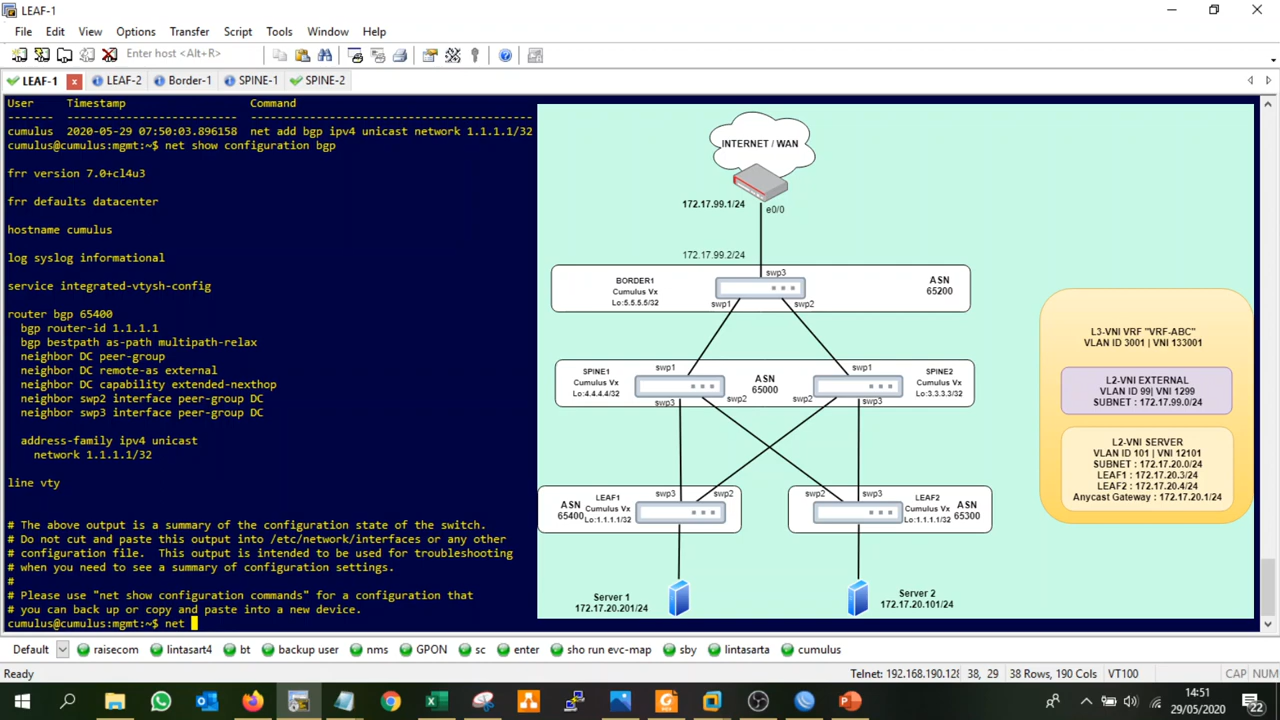 LEAF-1
File Edit View Options Transfer Script Tools Window Help
Enter host <Alt+R>
LEAF-1 LEAF-2 Border-1 SPINE-1 SPINE-2
User Timestamp Command
------- -------------------------- --------------------------------------
cumulus 2020-05-29 07:50:03.896158 net add bgp ipv4 unicast network 1.1.1.1/32
cumulus@cumulus:mgmt:~$ net show configuration bgp
frr version 7.0+cl4u3
frr defaults datacenter
hostname cumulus
log syslog informational
service integrated-vtysh-config
router bgp 65400
bgp router-id 1.1.1.1
bgp bestpath as-path multipath-relax
neighbor DC peer-group
neighbor DC remote-as external
neighbor DC capability extended-nexthop
neighbor swp2 interface peer-group DC
neighbor swp3 interface peer-group DC
address-family ipv4 unicast
network 1.1.1.1/32
line vty
# The above output is a summary of the configuration state of the switch.
# Do not cut and paste this output into /etc/network/interfaces or any other
# configuration file. This output is intended to be used for troubleshooting
# when you need to see a summary of configuration settings.
#
# Please use "net show configuration commands" for a configuration that
# you can back up or copy and paste into a new device.
cumulus@cumulus:mgmt:~$ net
INTERNET / WAN
172.17.99.1/24
e0/0
172.17.99.2/24
swp3
BORDER1
Cumulus Vx
Lo:5.5.5.5/32
ASN
65200
swp1
swp2
SPINE1
Cumulus Vx
Lo:4.4.4.4/32
swp1
swp3
swp2
ASN
65000
swp1
swp2
swp3
SPINE2
Cumulus Vx
Lo:3.3.3.3/32
ASN
65400
LEAF1
Cumulus Vx
Lo:1.1.1.1/32
swp3
swp2
swp2
swp3
LEAF2
Cumulus Vx
Lo:1.1.1.1/32
ASN
65300
Server 1
172.17.20.201/24
Server 2
172.17.20.101/24
L3-VNI VRF "VRF-ABC"
VLAN ID 3001 | VNI 133001
L2-VNI EXTERNAL
VLAN ID 99| VNI 1299
SUBNET : 172.17.99.0/24
L2-VNI SERVER
VLAN ID 101 | VNI 12101
SUBNET : 172.17.20.0/24
LEAF1 : 172.17.20.3/24
LEAF2 : 172.17.20.4/24
Anycast Gateway : 172.17.20.1/24
Default raisecom lintasart4 bt backup user nms GPON sc enter sho run evc-map sby lintasarta cumulus
Ready Telnet: 192.168.190.128 38, 29 38 Rows, 190 Cols VT100 CAP NUM
14:51
29/05/2020
22